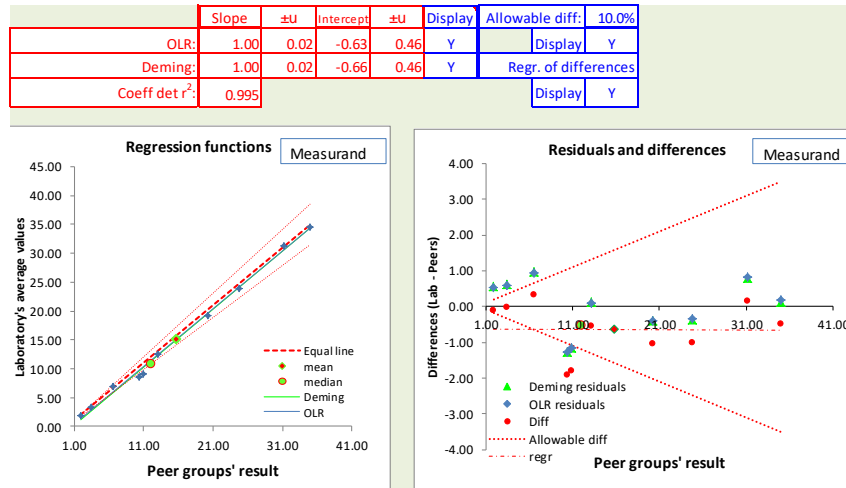 Slope ±u Intercept ±u Display Allowable diff: 10.0%
OLR: 1.00 0.02 -0.63 0.46 Y Display Y
Deming: 1.00 0.02 -0.66 0.46 Y Regr. of differences
Coeff det r²: 0.995 Display Y
Regression functions
Measurand
45.00
40.00
35.00
30.00
25.00
20.00
15.00
10.00
5.00
0.00
Laboratory's average values
Equal line
mean
median
Deming
OLR
1.00 11.00 21.00 31.00 41.00
Peer groups' result
Residuals and differences
Measurand
4.00
3.00
2.00
1.00
0.00
-1.00
-2.00
-3.00
-4.00
Differences (Lab - Peers)
1.00 11.00 21.00 31.00 41.00
Deming residuals
OLR residuals
Diff
Allowable diff
regr
Peer groups' result